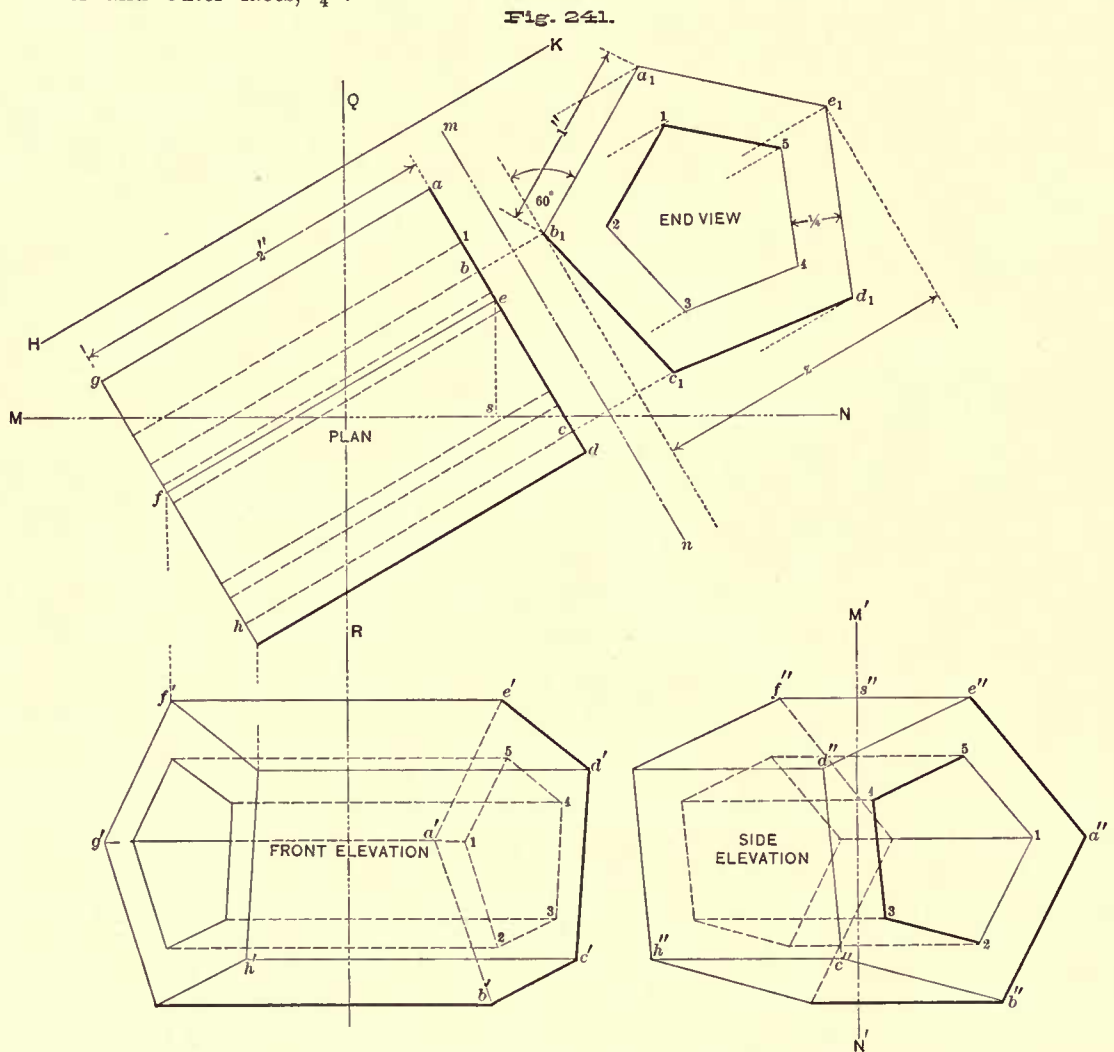 Fig. 241.
K
Q
a₁
e₁
m
1"
a
1
5
60°
END VIEW
¼
2"
1
b
b₁
2
e
4
d₁
H
3
g
c₁
z
M
s
N
PLAN
c
d
f
n
h
R
M'
f'
e'
f"
s"
e"
5
5
d'
d"
4
4
g'
a'
1
FRONT ELEVATION
SIDE
ELEVATION
1
a"
3
3
2
2
h'
c'
h"
c"
b'
b"
N'